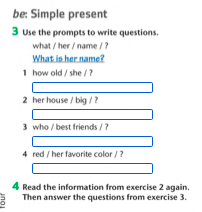 be: Simple present
3 Use the prompts to write questions.
what / her / name / ?
What is her name?
1 how old / she / ?
2 her house / big / ?
3 who / best friends / ?
4 red / her favorite color / ?
4 Read the information from exercise 2 again.
Then answer the questions from exercise 3.
four